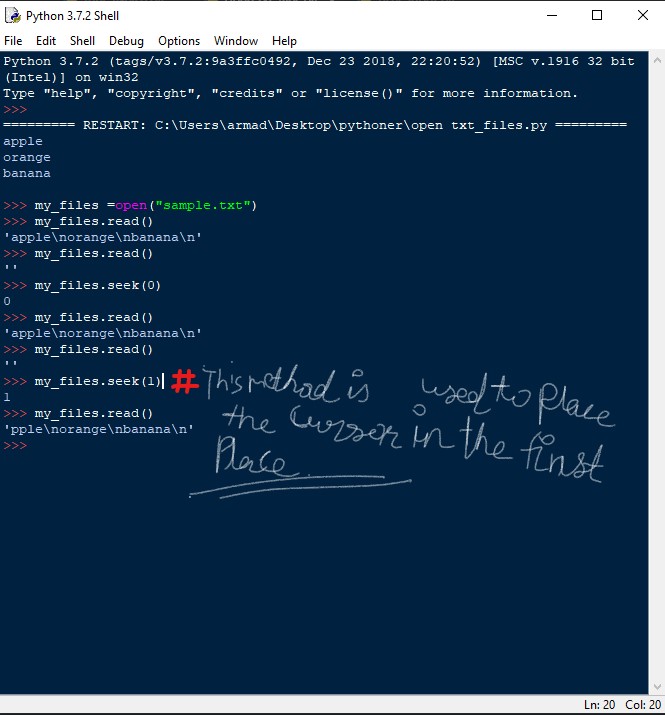 Python 3.7.2 Shell
File Edit Shell Debug Options Window Help
Python 3.7.2 (tags/v3.7.2:9a3ffc0492, Dec 23 2018, 22:20:52) [MSC v.1916 32 bit
(Intel)] on win32
Type "help", "copyright", "credits" or "license()" for more information.
>>>
========= RESTART: C:\Users\armad\Desktop\pythoner\open txt_files.py =========
apple
orange
banana
>>> my_files =open("sample.txt")
>>> my_files.read()
'apple\norange\nbanana\n'
>>> my_files.read()
''
>>> my_files.seek(0)
0
>>> my_files.read()
'apple\norange\nbanana\n'
>>> my_files.read()
''
>>> my_files.seek(1) # This method is used to place
the Curser in the first
Place
1
>>> my_files.read()
'pple\norange\nbanana\n'
>>>
Ln: 20 Col: 20